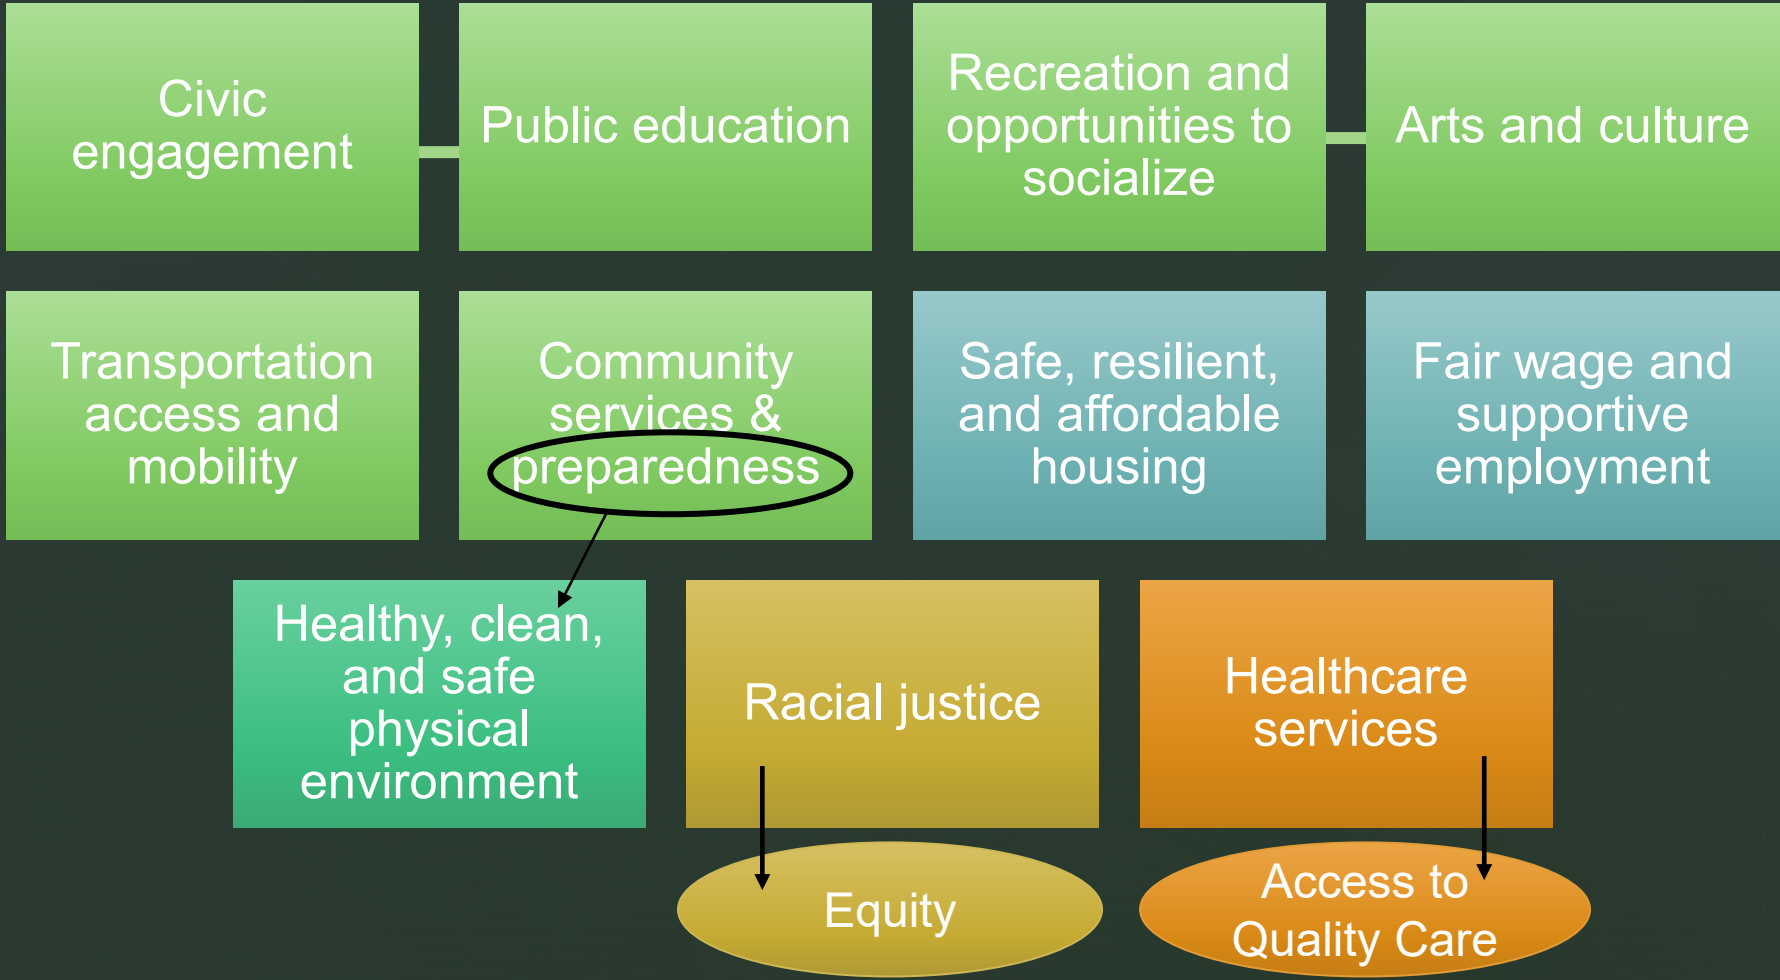 Civic
engagement
Public education
Recreation and
opportunities to
socialize
Arts and culture
Transportation
access and
mobility
Community
services &
preparedness
Safe, resilient,
and affordable
housing
Fair wage and
supportive
employment
Healthy, clean,
and safe
physical
environment
Racial justice
Healthcare
services
Equity
Access to
Quality Care